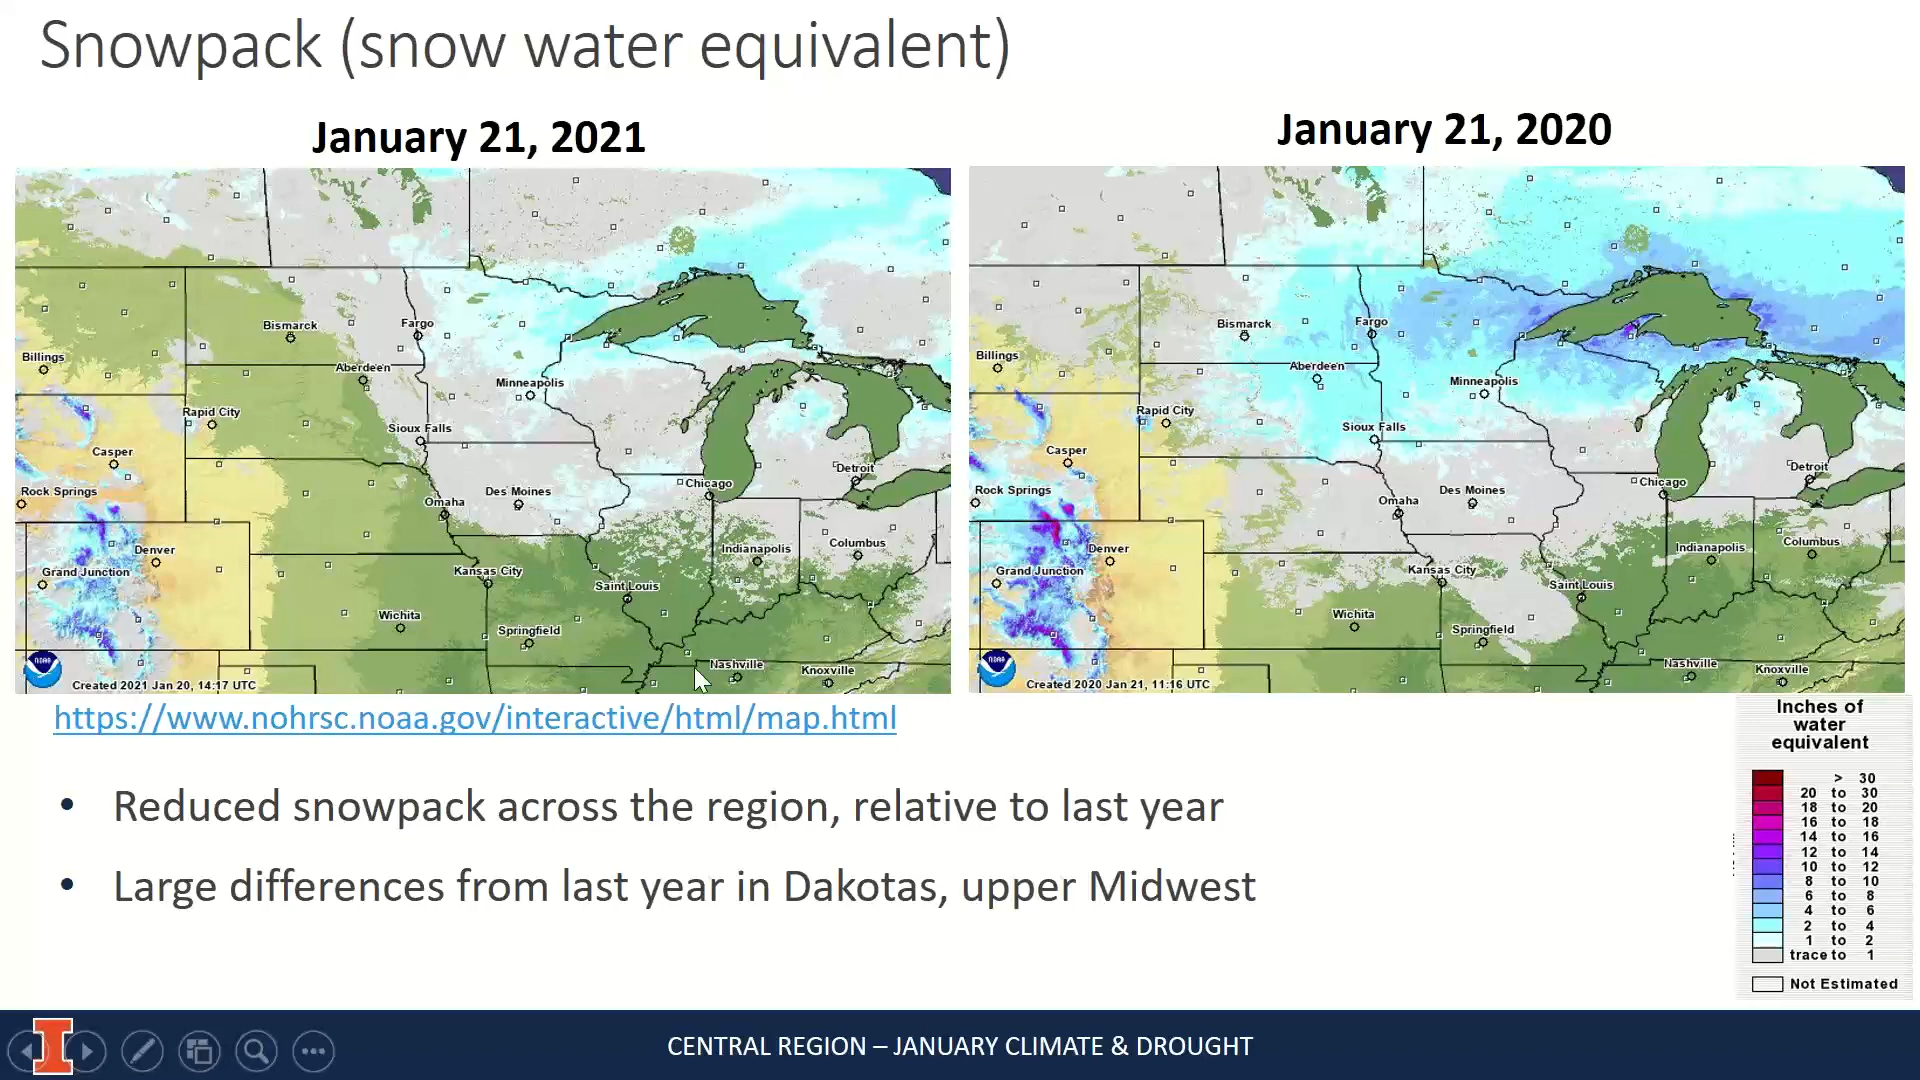 Snowpack (snow water equivalent)
January 21, 2021
January 21, 2020
Bismarck
Fargo
Billings
Aberdeen
Minneapolis
Rapid City
Sioux Falls
Casper
Detroit
Rock Springs
Chicago
Omaha
Des Moines
Denver
Indianapolis
Columbus
Grand Junction
Kansas City
Saint Louis
Wichita
Springfield
Nashville
Knoxville
NOAA
Created 2021 Jan 20, 14:17 UTC
Bismarck
Fargo
Billings
Aberdeen
Minneapolis
Rapid City
Sioux Falls
Casper
Detroit
Rock Springs
Chicago
Omaha
Des Moines
Denver
Indianapolis
Columbus
Grand Junction
Kansas City
Saint Louis
Wichita
Springfield
Nashville
Knoxville
NOAA
Created 2020 Jan 21, 11:16 UTC
https://www.nohrsc.noaa.gov/interactive/html/map.html
• Reduced snowpack across the region, relative to last year
• Large differences from last year in Dakotas, upper Midwest
Inches of
water
equivalent
> 30
20 to 30
18 to 20
16 to 18
14 to 16
12 to 14
10 to 12
8 to 10
6 to 8
4 to 6
2 to 4
1 to 2
trace to 1
Not Estimated
I
CENTRAL REGION – JANUARY CLIMATE & DROUGHT